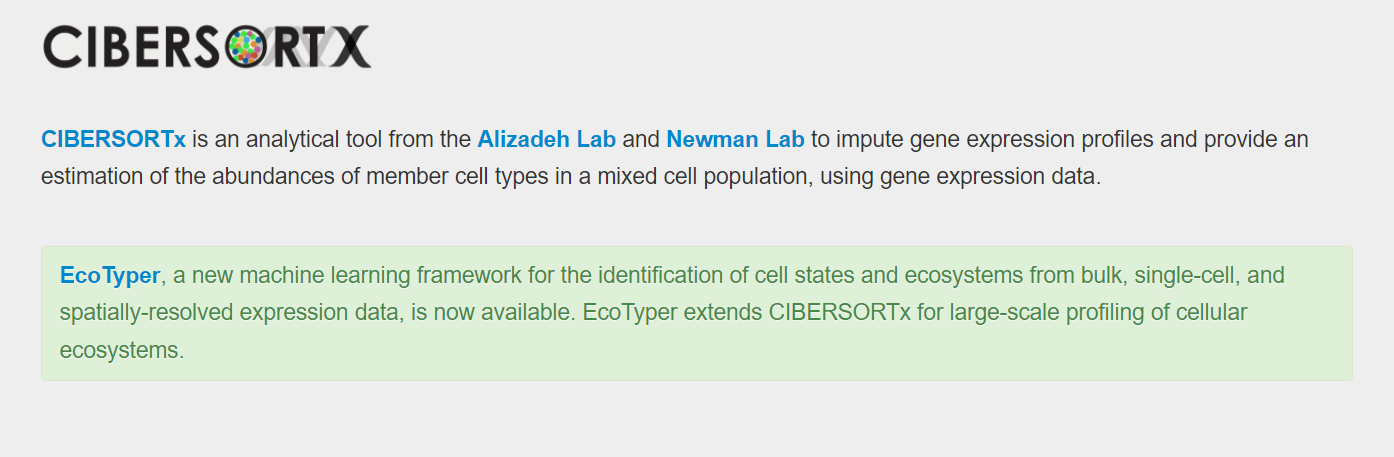 CIBERSORTX
CIBERSORTx is an analytical tool from the Alizadeh Lab and Newman Lab to impute gene expression profiles and provide an
estimation of the abundances of member cell types in a mixed cell population, using gene expression data.
EcoTyper, a new machine learning framework for the identification of cell states and ecosystems from bulk, single-cell, and
spatially-resolved expression data, is now available. EcoTyper extends CIBERSORTx for large-scale profiling of cellular
ecosystems.